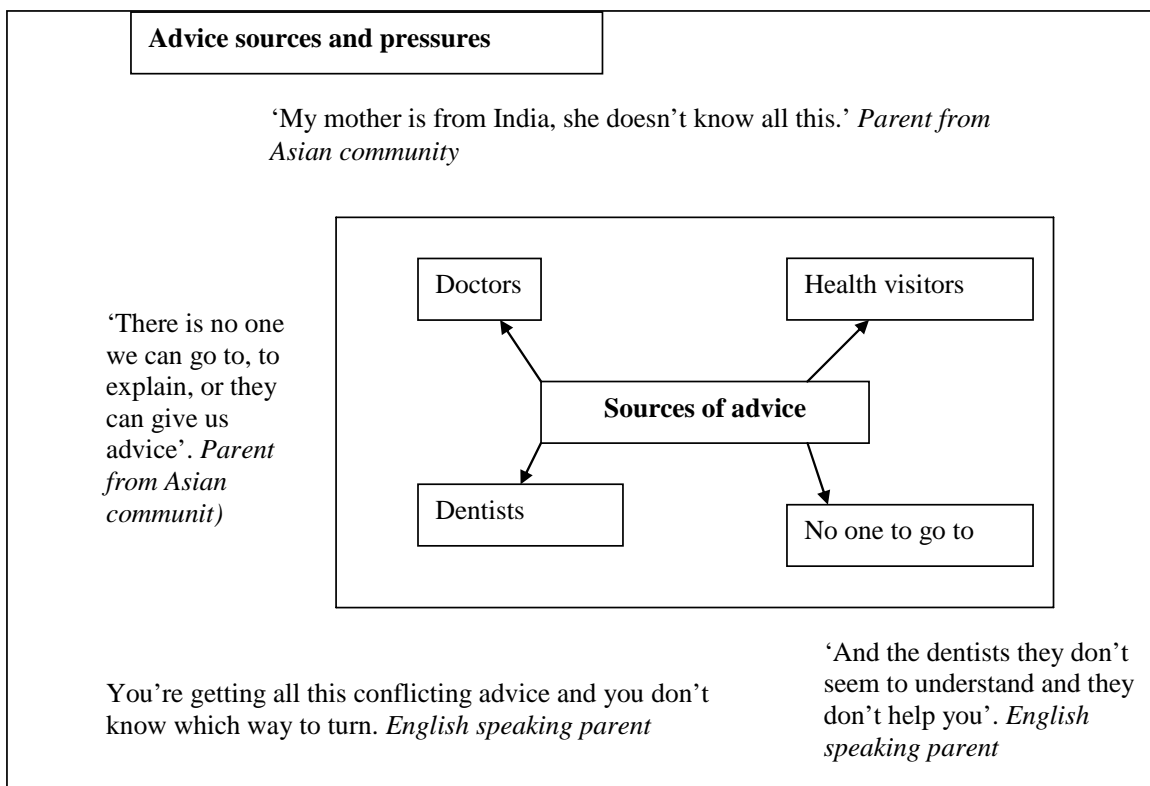 Advice sources and pressures
‘My mother is from India, she doesn’t know all this.’ Parent from
Asian community
Doctors
Health visitors
‘There is no one
we can go to, to
explain, or they
can give us
advice’. Parent
from Asian
communit)
Sources of advice
Dentists
No one to go to
You’re getting all this conflicting advice and you don’t
know which way to turn. English speaking parent
‘And the dentists they don’t
seem to understand and they
don’t help you’. English
speaking parent